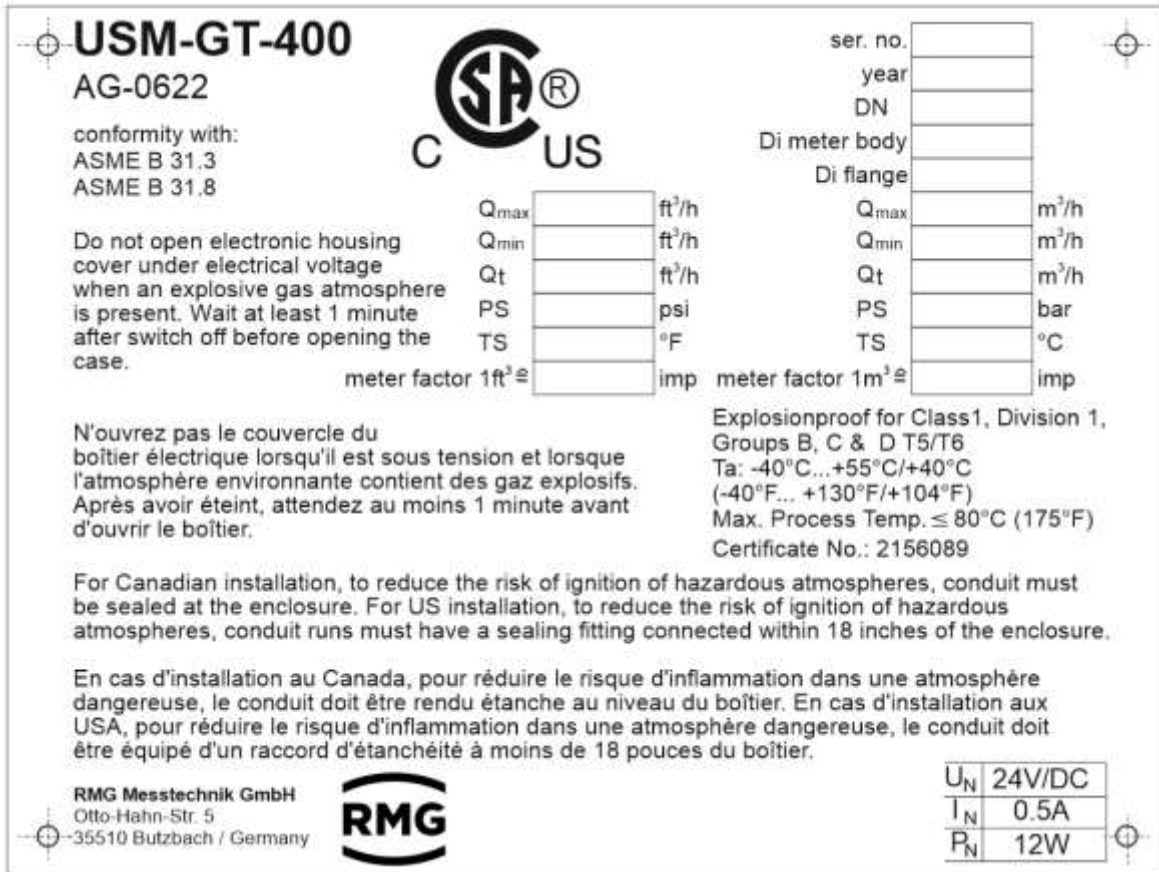 USM-GT-400
AG-0622
conformity with:
ASME B 31.3
ASME B 31.8
CSA ®
C US
ser. no.
year
DN
Di meter body
Di flange
Do not open electronic housing
cover under electrical voltage
when an explosive gas atmosphere
is present. Wait at least 1 minute
after switch off before opening the
case.
Qmax ft³/h
Qmin ft³/h
Qt ft³/h
PS psi
TS °F
meter factor 1ft³ ≙ imp
Qmax m³/h
Qmin m³/h
Qt m³/h
PS bar
TS °C
meter factor 1m³ ≙ imp
N'ouvrez pas le couvercle du
boîtier électrique lorsqu'il est sous tension et lorsque
l'atmosphère environnante contient des gaz explosifs.
Après avoir éteint, attendez au moins 1 minute avant
d'ouvrir le boîtier.
Explosionproof for Class1, Division 1,
Groups B, C & D T5/T6
Ta: -40°C...+55°C/+40°C
(-40°F... +130°F/+104°F)
Max. Process Temp. ≤ 80°C (175°F)
Certificate No.: 2156089
For Canadian installation, to reduce the risk of ignition of hazardous atmospheres, conduit must
be sealed at the enclosure. For US installation, to reduce the risk of ignition of hazardous
atmospheres, conduit runs must have a sealing fitting connected within 18 inches of the enclosure.
En cas d'installation au Canada, pour réduire le risque d'inflammation dans une atmosphère
dangereuse, le conduit doit être rendu étanche au niveau du boîtier. En cas d'installation aux
USA, pour réduire le risque d'inflammation dans une atmosphère dangereuse, le conduit doit
être équipé d'un raccord d'étanchéité à moins de 18 pouces du boîtier.
RMG Messtechnik GmbH
Otto-Hahn-Str. 5
35510 Butzbach / Germany
RMG
UN 24V/DC
IN 0.5A
PN 12W